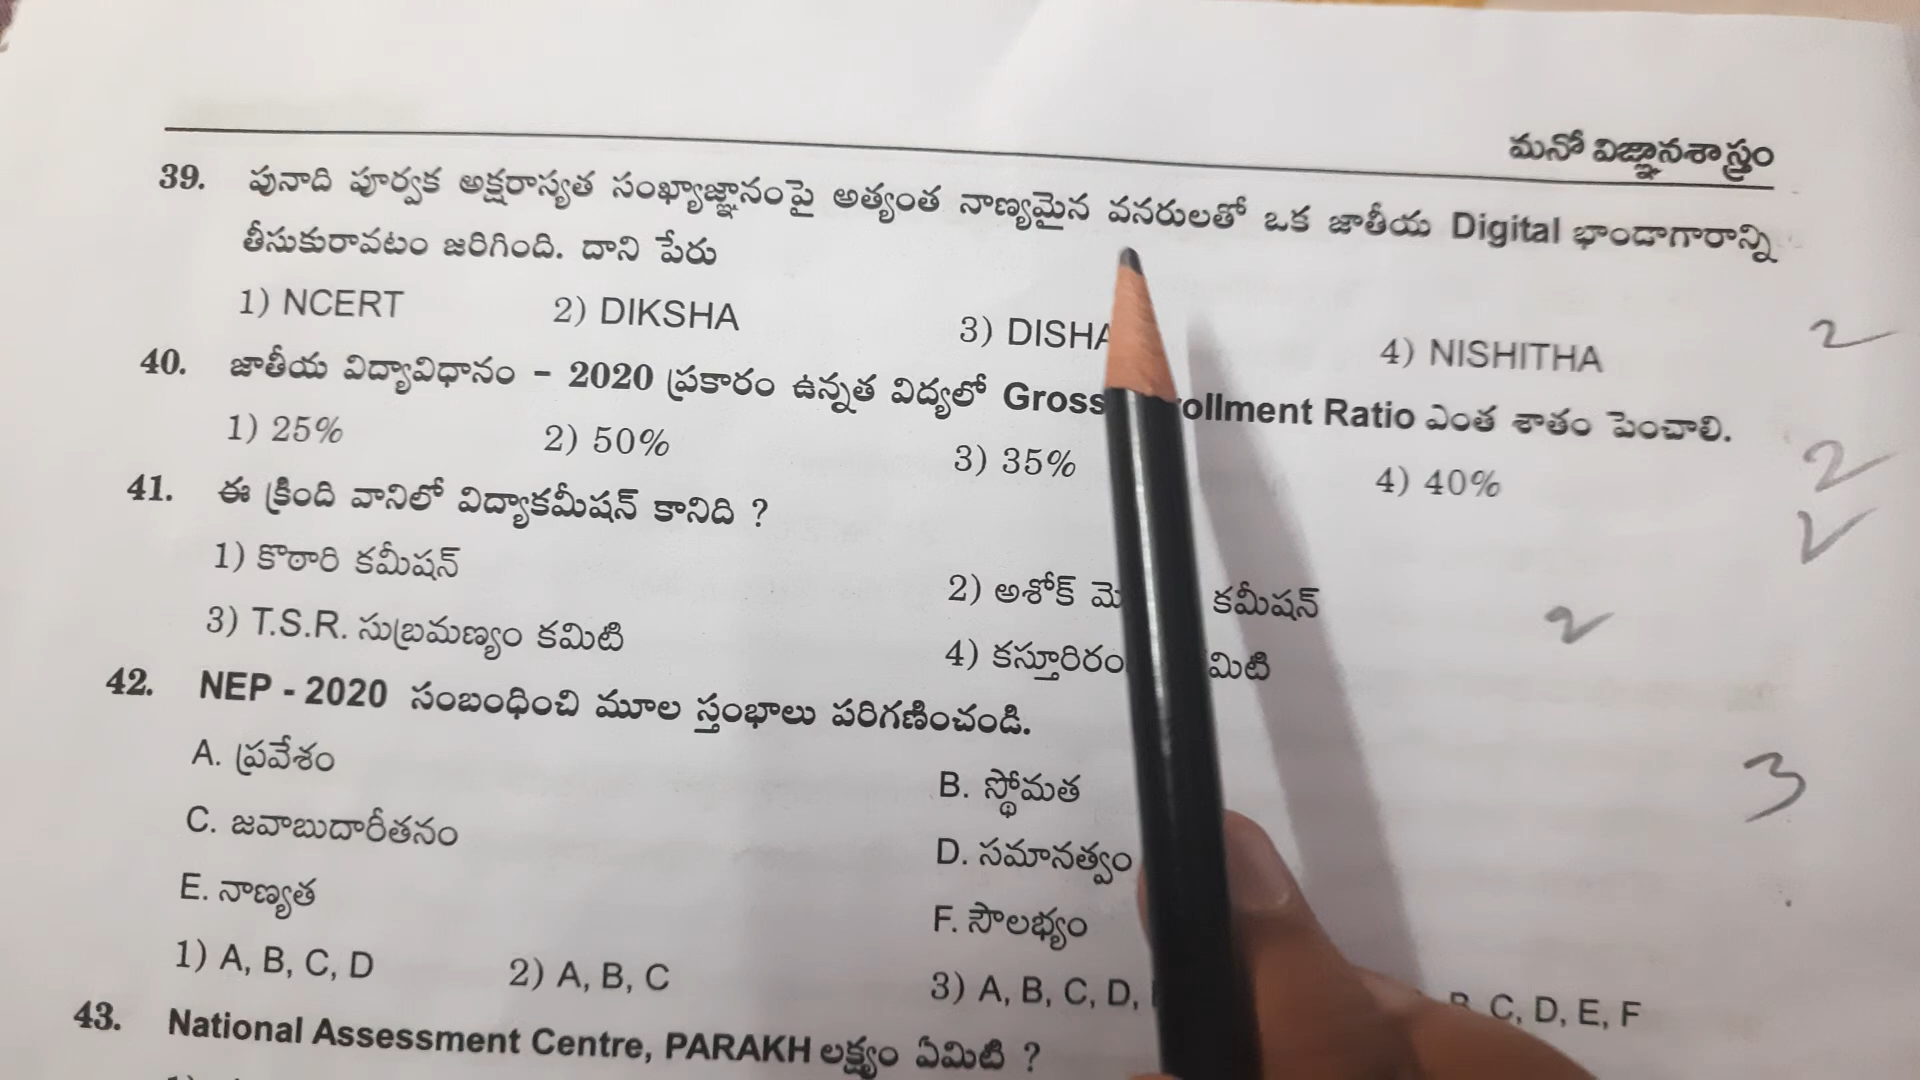 మనో విజ్ఞానశాస్త్రం
39. పునాది పూర్వక అక్షరాస్యత సంఖ్యాజ్ఞానంపై అత్యంత నాణ్యమైన వనరులతో ఒక జాతీయ Digital భాండాగారాన్ని
తీసుకురావటం జరిగింది. దాని పేరు
1) NCERT 2) DIKSHA 3) DISHA 4) NISHITHA 2
40. జాతీయ విద్యావిధానం - 2020 ప్రకారం ఉన్నత విద్యలో Gross Ratio ఎంత శాతం పెంచాలి.
1) 25% 2) 50% 3) 35% 4) 40% 2
41. ఈ క్రింది వానిలో విద్యాకమీషన్ కానిది ?
1) కొఠారి కమీషన్ 2) అశోక్ కమీషన్ 2
3) T.S.R. సుబ్రమణ్యం కమిటి 4)
42. NEP - 2020 సంబంధించి మూల స్తంభాలు పరిగణించండి.
A. ప్రవేశం B. స్థోమత 3
C. జవాబుదారీతనం D. సమానత్వం
E. నాణ్యత F. సౌలభ్యం
1) A, B, C, D 2) A, B, C 3) A, B, C, D, B, C, D, E, F
43. National Assessment Centre, PARAKH లక్ష్యం ఏమిటి ?